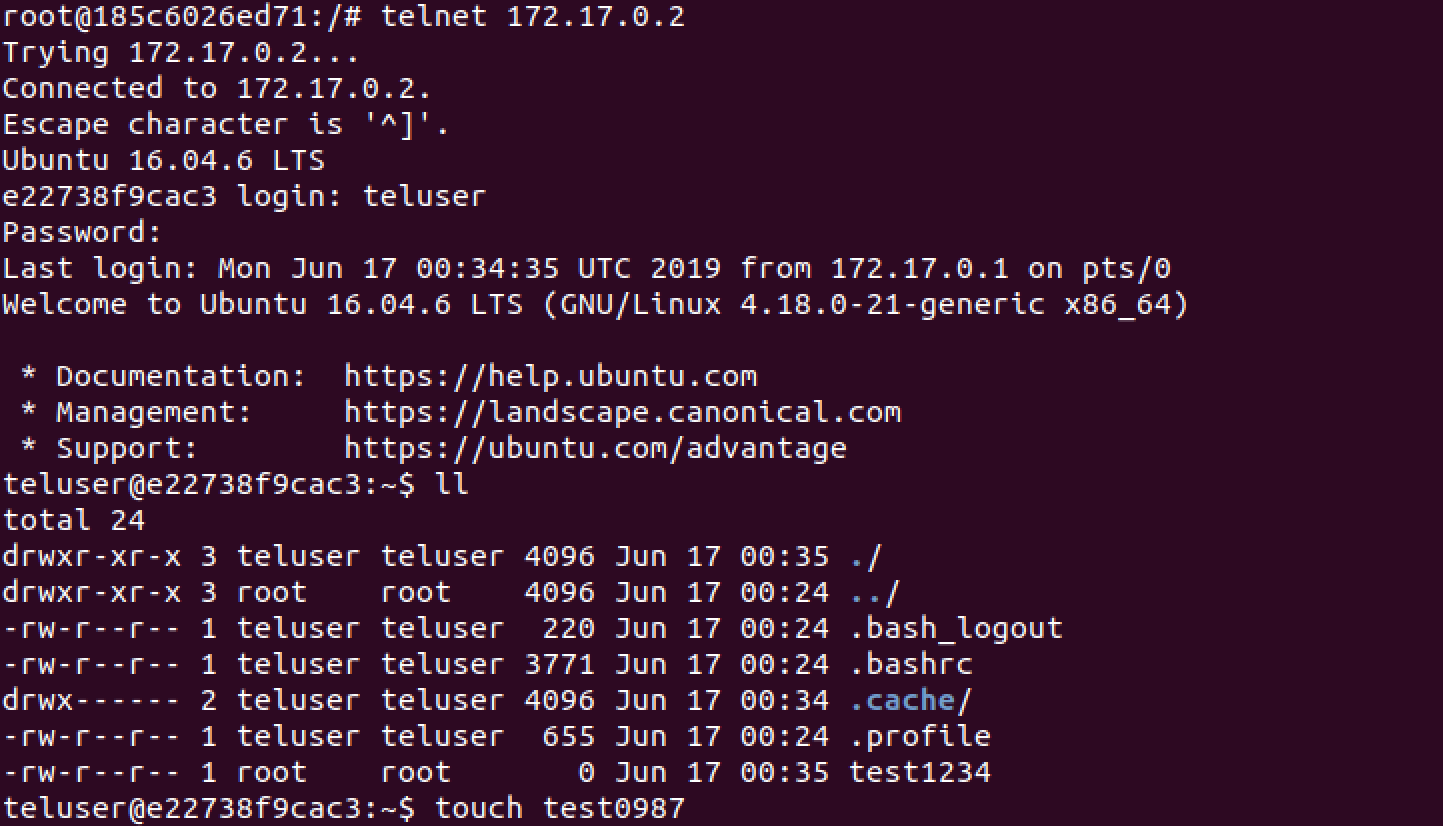 root@185c6026ed71:/# telnet 172.17.0.2
Trying 172.17.0.2...
Connected to 172.17.0.2.
Escape character is '^]'.
Ubuntu 16.04.6 LTS
e22738f9cac3 login: teluser
Password:
Last login: Mon Jun 17 00:34:35 UTC 2019 from 172.17.0.1 on pts/0
Welcome to Ubuntu 16.04.6 LTS (GNU/Linux 4.18.0-21-generic x86_64)

 * Documentation:  https://help.ubuntu.com
 * Management:     https://landscape.canonical.com
 * Support:        https://ubuntu.com/advantage
teluser@e22738f9cac3:~$ ll
total 24
drwxr-xr-x 3 teluser teluser 4096 Jun 17 00:35 ./
drwxr-xr-x 3 root    root    4096 Jun 17 00:24 ../
-rw-r--r-- 1 teluser teluser  220 Jun 17 00:24 .bash_logout
-rw-r--r-- 1 teluser teluser 3771 Jun 17 00:24 .bashrc
drwx------ 2 teluser teluser 4096 Jun 17 00:34 .cache/
-rw-r--r-- 1 teluser teluser  655 Jun 17 00:24 .profile
-rw-r--r-- 1 root    root       0 Jun 17 00:35 test1234
teluser@e22738f9cac3:~$ touch test0987